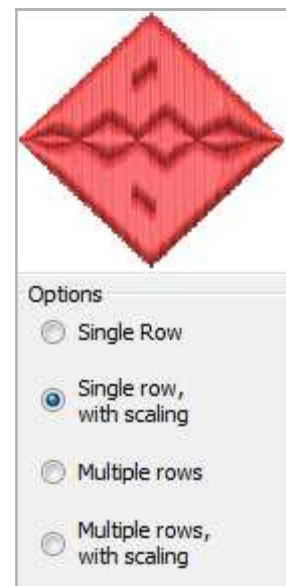 Options
Single Row
Single row,
with scaling
Multiple rows
Multiple rows,
with scaling